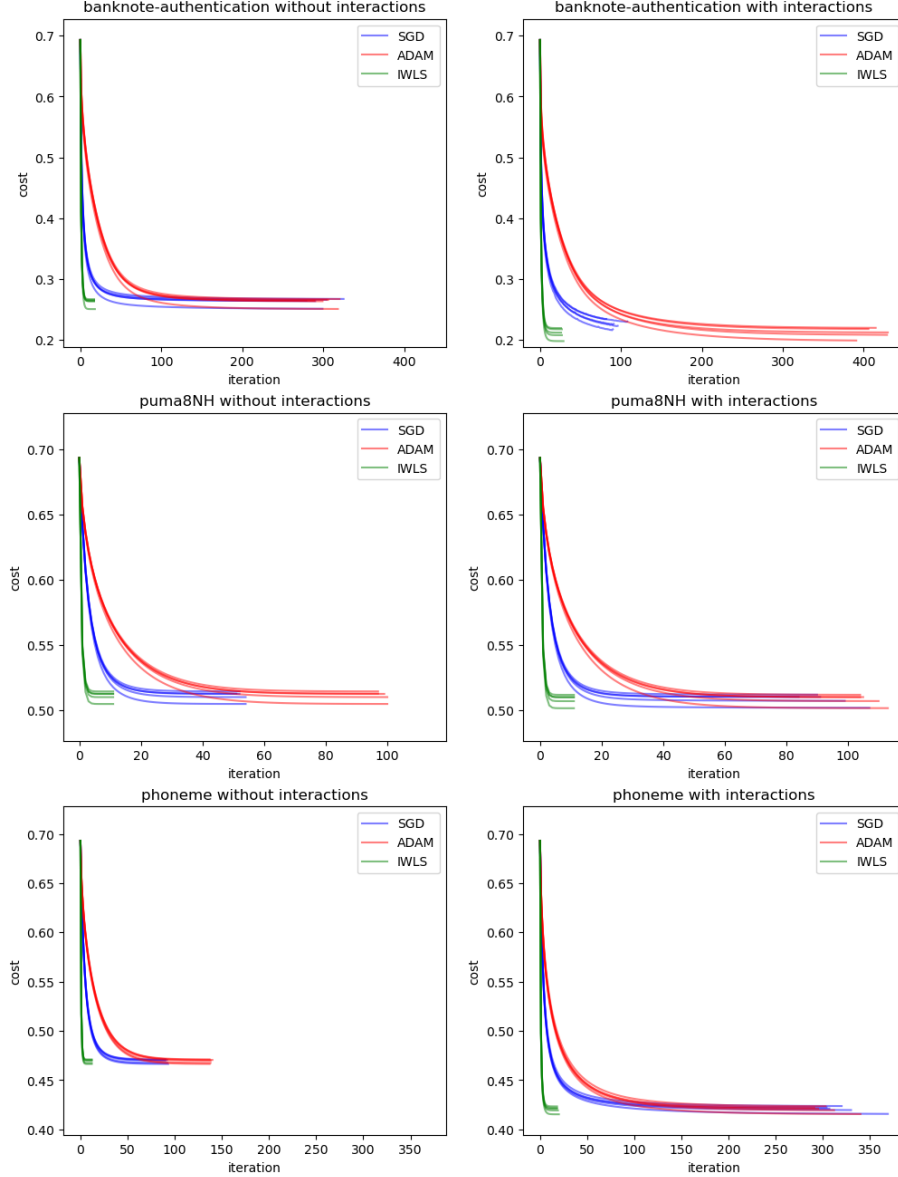 banknote-authentication without interactions
0.7
0.6
0.5
0.4
0.3
0.2
cost
SGD
ADAM
IWLS
0 100 200 300 400
iteration
banknote-authentication with interactions
0.7
0.6
0.5
0.4
0.3
0.2
cost
SGD
ADAM
IWLS
0 100 200 300 400
iteration
puma8NH without interactions
0.70
0.65
0.60
0.55
0.50
cost
SGD
ADAM
IWLS
0 20 40 60 80 100
iteration
puma8NH with interactions
0.70
0.65
0.60
0.55
0.50
cost
SGD
ADAM
IWLS
0 20 40 60 80 100
iteration
phoneme without interactions
0.70
0.65
0.60
0.55
0.50
0.45
0.40
cost
SGD
ADAM
IWLS
0 50 100 150 200 250 300 350
iteration
phoneme with interactions
0.70
0.65
0.60
0.55
0.50
0.45
0.40
cost
SGD
ADAM
IWLS
0 50 100 150 200 250 300 350
iteration